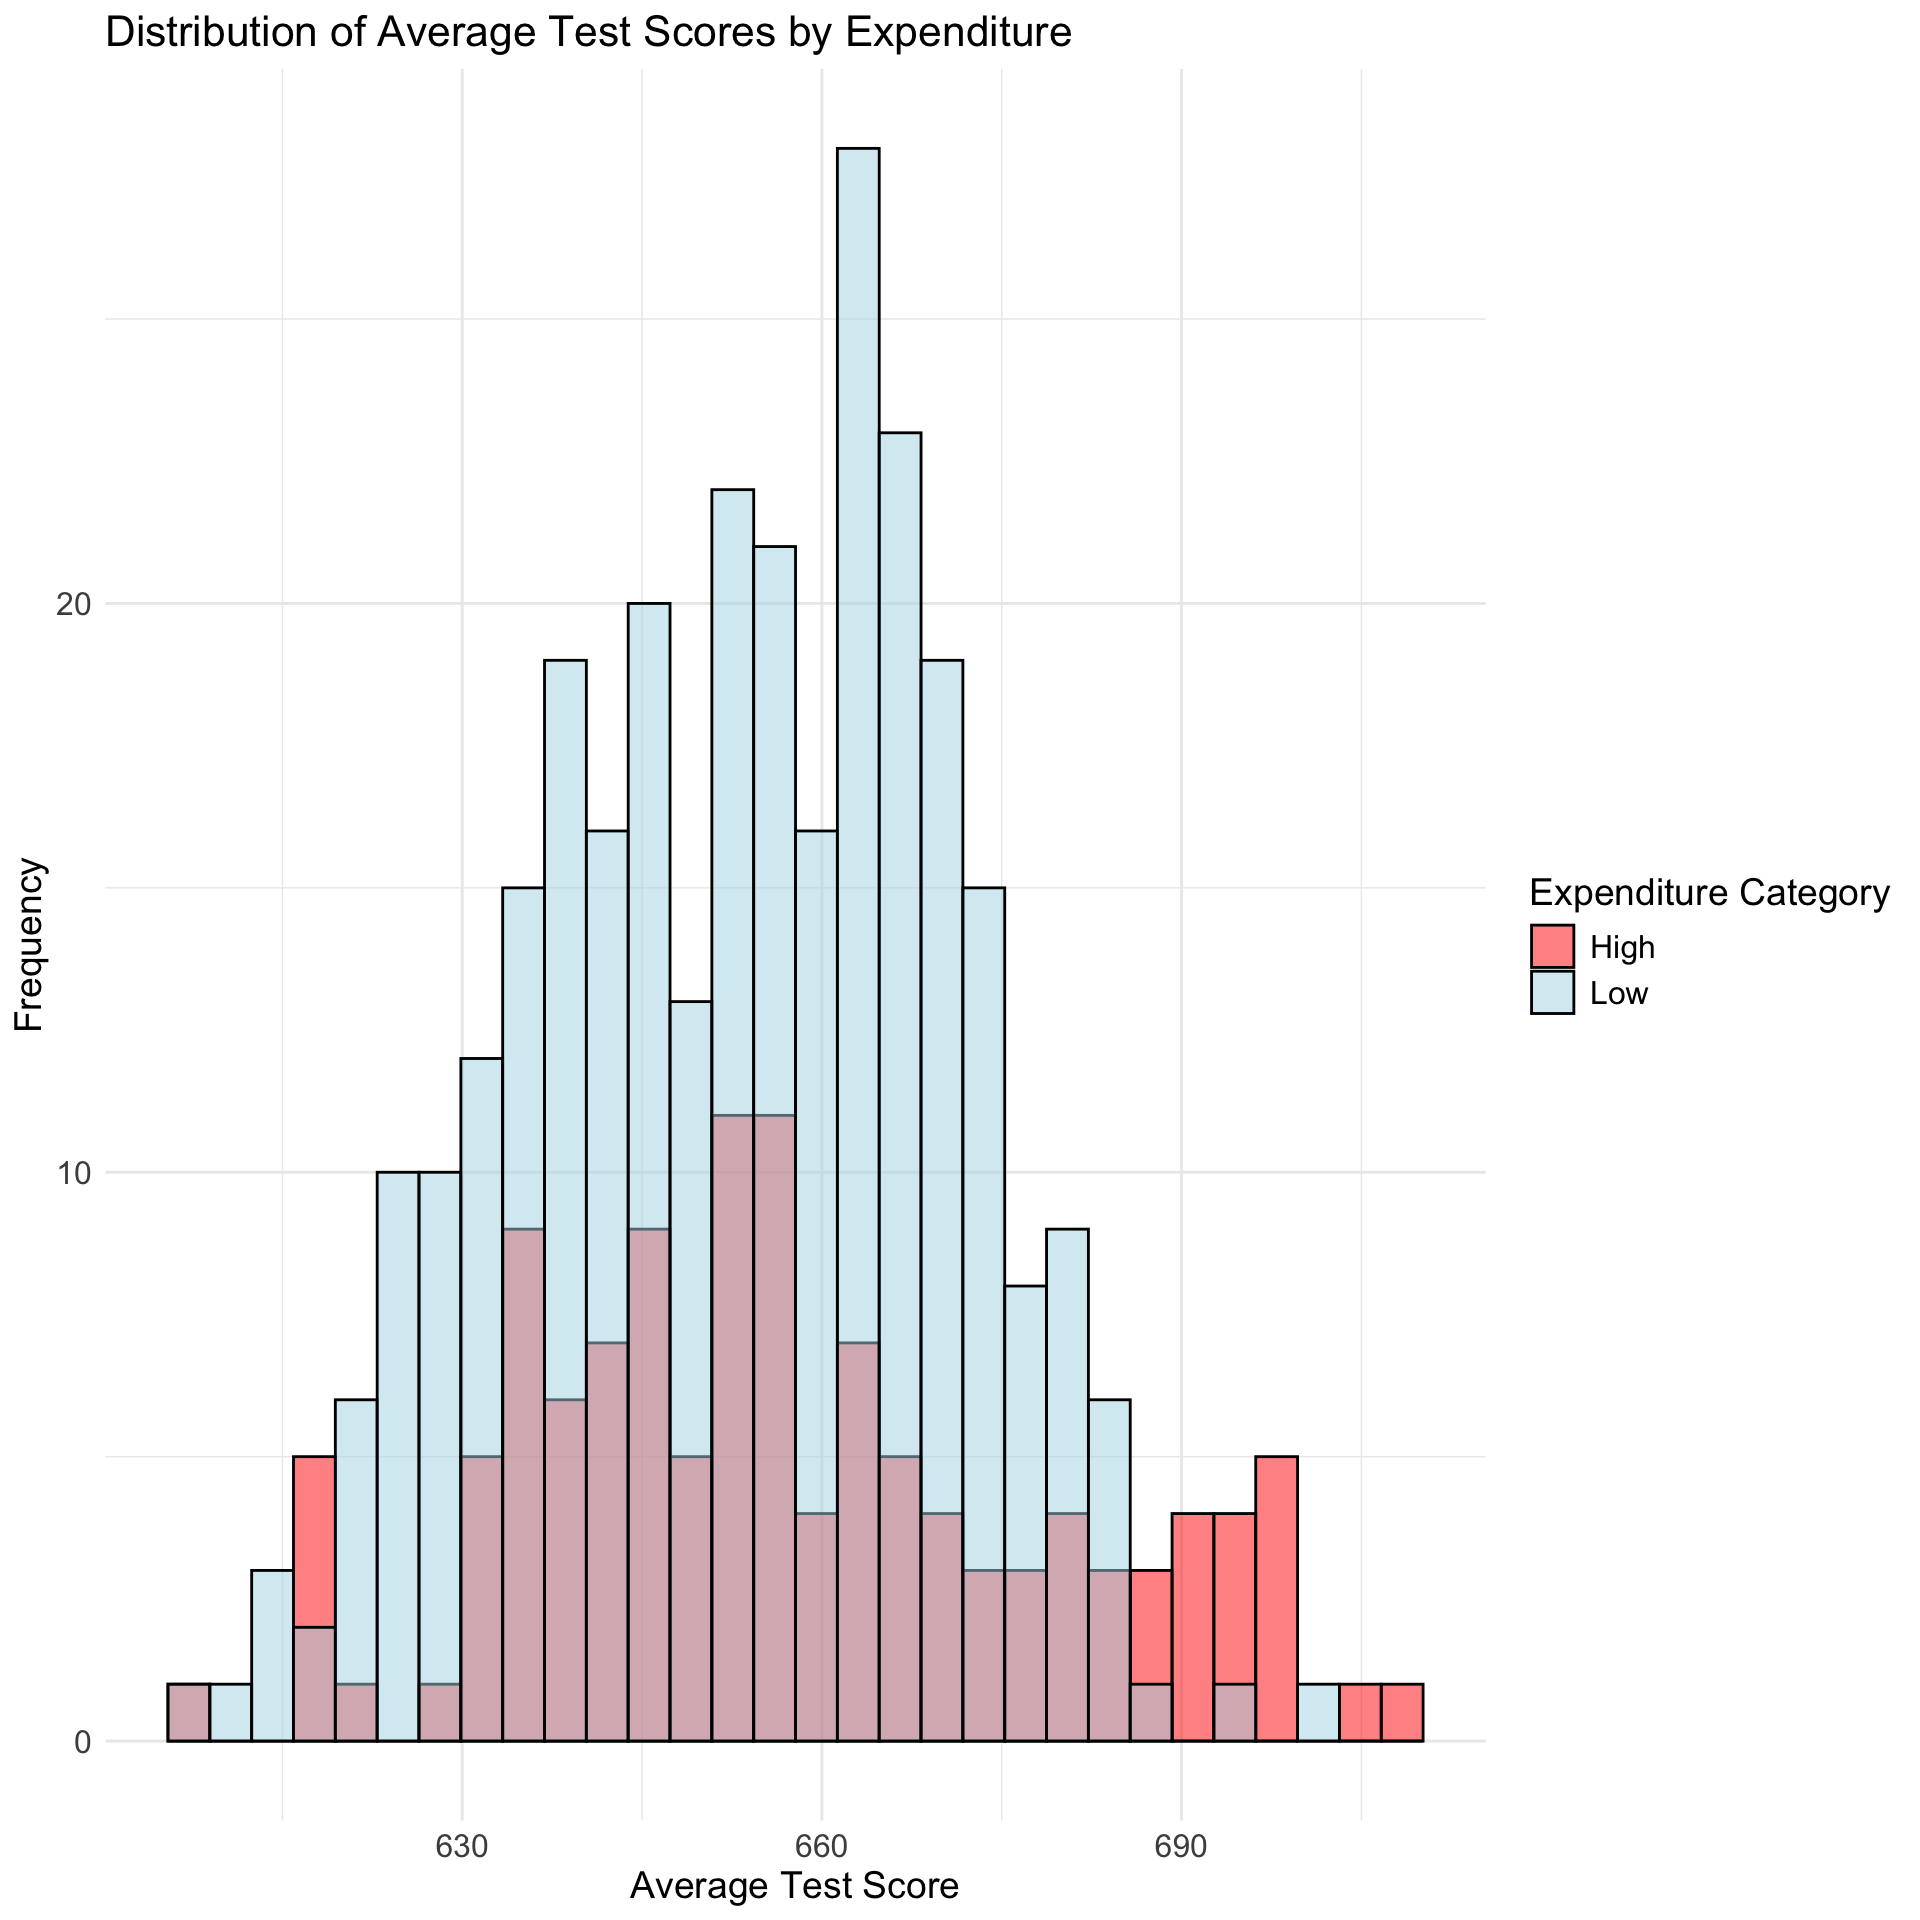 Distribution of Average Test Scores by Expenditure
20
10
0
Frequency
630 660 690
Average Test Score
Expenditure Category
High
Low